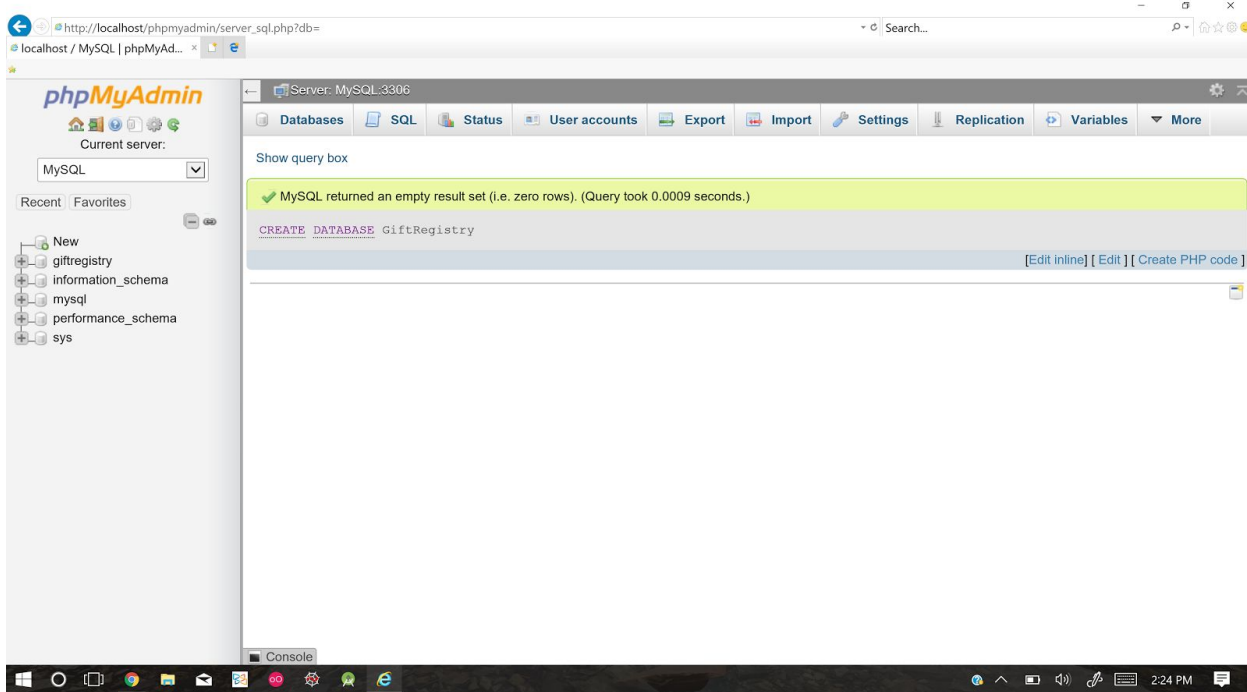 http://localhost/phpmyadmin/server_sql.php?db=
Search...
localhost / MySQL | phpMyAd...
phpMyAdmin
Current server:
MySQL
Recent Favorites
New
giftregistry
information_schema
mysql
performance_schema
sys
Server: MySQL:3306
Databases SQL Status User accounts Export Import Settings Replication Variables More
Show query box
MySQL returned an empty result set (i.e. zero rows). (Query took 0.0009 seconds.)
CREATE DATABASE GiftRegistry
[Edit inline] [ Edit ] [ Create PHP code ]
Console
2:24 PM